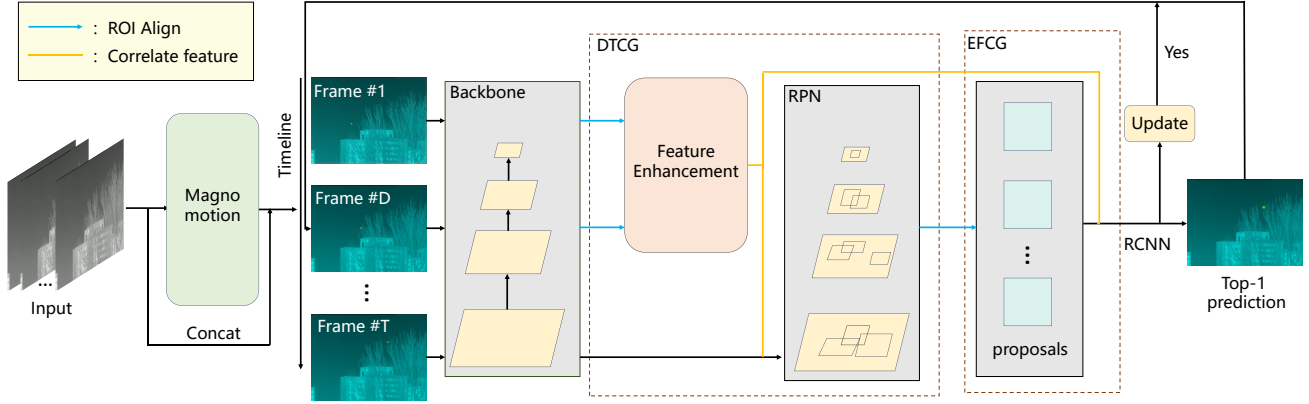 : ROI Align
: Correlate feature
Input
...
Magno
motion
Concat
Timeline
Frame #1
Frame #D
...
Frame #T
Backbone
DTCG
Feature
Enhancement
RPN
EFCG
...
proposals
RCNN
Update
Yes
Top-1
prediction